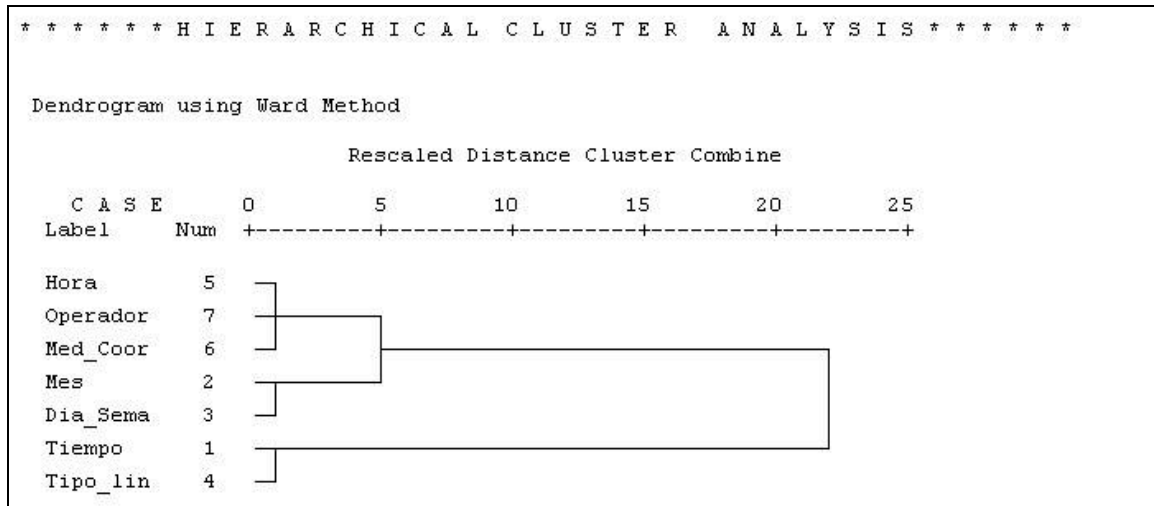 * * * * * * H I E R A R C H I C A L C L U S T E R A N A L Y S I S * * * * * *
Dendrogram using Ward Method
Rescaled Distance Cluster Combine
C A S E 0 5 10 15 20 25
Label Num +---------+---------+---------+---------+---------+
Hora 5
Operador 7
Med_Coor 6
Mes 2
Dia_Sema 3
Tiempo 1
Tipo_lin 4